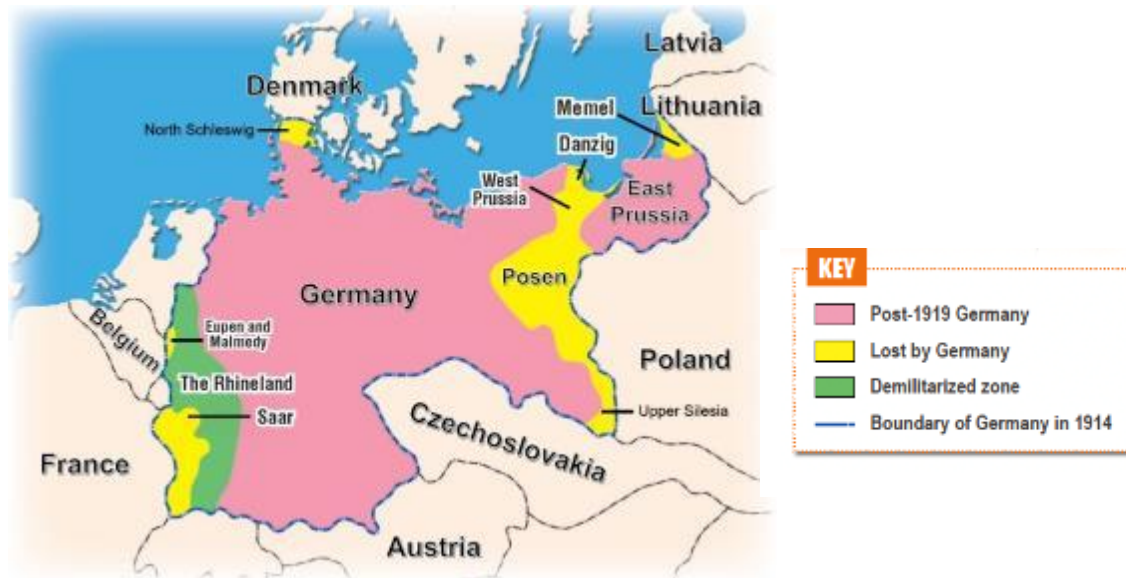 Latvia
Denmark
Lithuania
Memel
North Schleswig
Danzig
West
Prussia
East
Prussia
Posen
Germany
Belgium
Eupen and
Malmedy
The Rhineland
Saar
Poland
Upper Silesia
Czechoslovakia
France
Austria
KEY
Post-1919 Germany
Lost by Germany
Demilitarized zone
Boundary of Germany in 1914